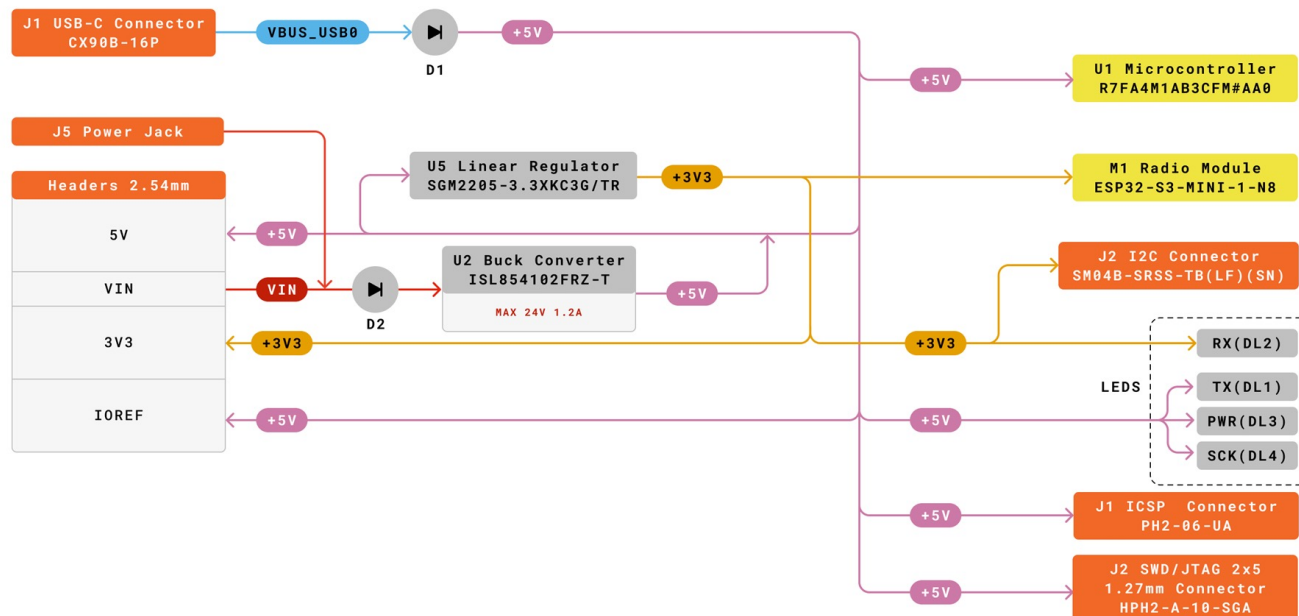 J1 USB-C Connector
CX90B-16P
VBUS_USB0
D1
+5V
+5V
U1 Microcontroller
R7FA4M1AB3CFM#AA0
J5 Power Jack
U5 Linear Regulator
SGM2205-3.3XKC3G/TR
+3V3
M1 Radio Module
ESP32-S3-MINI-1-N8
Headers 2.54mm
5V
+5V
VIN
VIN
D2
U2 Buck Converter
ISL854102FRZ-T
MAX 24V 1.2A
+5V
J2 I2C Connector
SM04B-SRSS-TB(LF)(SN)
3V3
+3V3
+3V3
LEDS
RX(DL2)
TX(DL1)
PWR(DL3)
SCK(DL4)
IOREF
+5V
+5V
+5V
J1 ICSP  Connector
PH2-06-UA
+5V
J2 SWD/JTAG 2x5
1.27mm Connector
HPH2-A-10-SGA